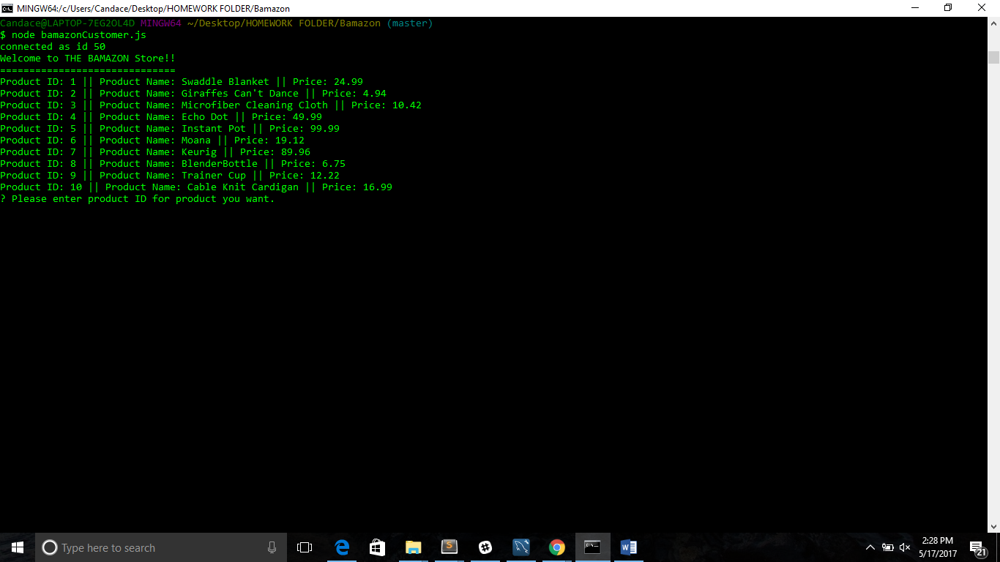 MINGW64:/c/Users/Candace/Desktop/HOMEWORK FOLDER/Bamazon
Candace@LAPTOP-7EG2OL4D MINGW64 ~/Desktop/HOMEWORK FOLDER/Bamazon (master)
$ node bamazonCustomer.js
connected as id 50
Welcome to THE BAMAZON Store!!
==============================
Product ID: 1 || Product Name: Swaddle Blanket || Price: 24.99
Product ID: 2 || Product Name: Giraffes Can't Dance || Price: 4.94
Product ID: 3 || Product Name: Microfiber Cleaning Cloth || Price: 10.42
Product ID: 4 || Product Name: Echo Dot || Price: 49.99
Product ID: 5 || Product Name: Instant Pot || Price: 99.99
Product ID: 6 || Product Name: Moana || Price: 19.12
Product ID: 7 || Product Name: Keurig || Price: 89.96
Product ID: 8 || Product Name: BlenderBottle || Price: 6.75
Product ID: 9 || Product Name: Trainer Cup || Price: 12.22
Product ID: 10 || Product Name: Cable Knit Cardigan || Price: 16.99
? Please enter product ID for product you want.
Type here to search
2:28 PM
5/17/2017
21